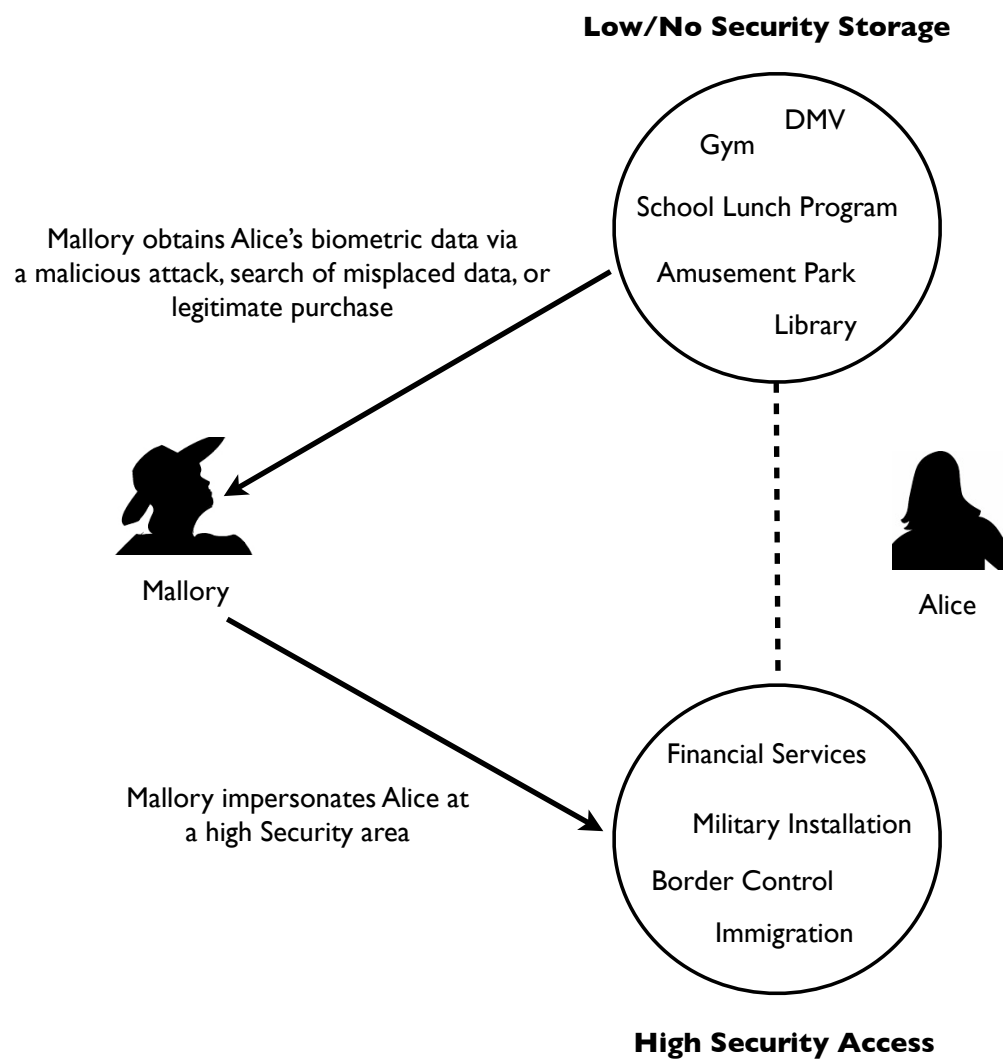 Low/No Security Storage
DMV
Gym
School Lunch Program
Amusement Park
Library
Mallory obtains Alice’s biometric data via
a malicious attack, search of misplaced data, or
legitimate purchase
Mallory
Alice
Mallory impersonates Alice at
a high Security area
Financial Services
Military Installation
Border Control
Immigration
High Security Access